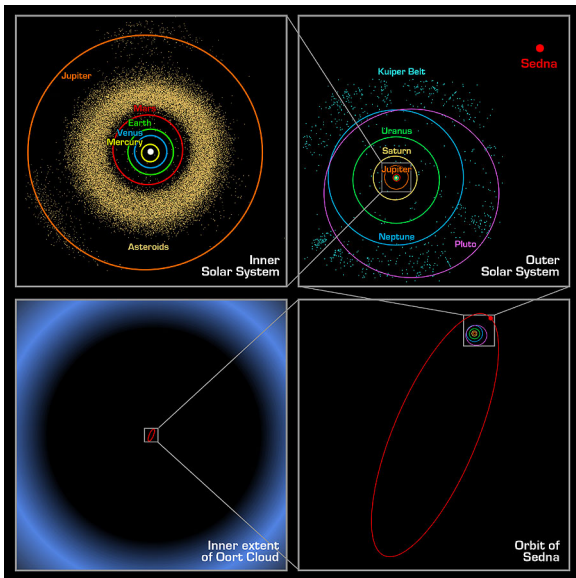 Jupiter
Mars
Earth
Venus
Mercury
Asteroids
Inner
Solar System
Sedna
Kuiper Belt
Uranus
Saturn
Jupiter
Neptune
Pluto
Outer
Solar System
Inner extent
of Oort Cloud
Orbit of
Sedna